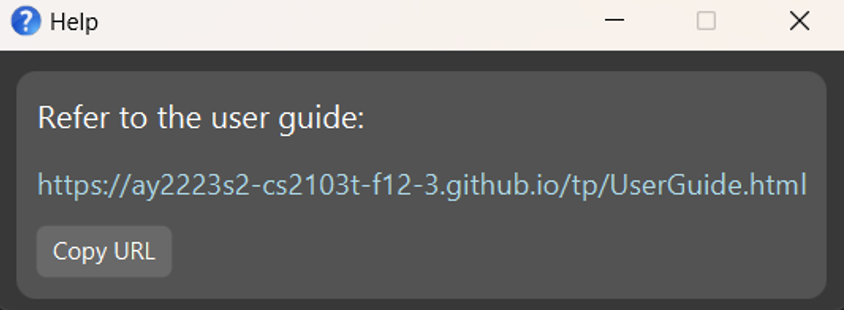 Help
Refer to the user guide:
https://ay2223s2-cs2103t-f12-3.github.io/tp/UserGuide.html
Copy URL